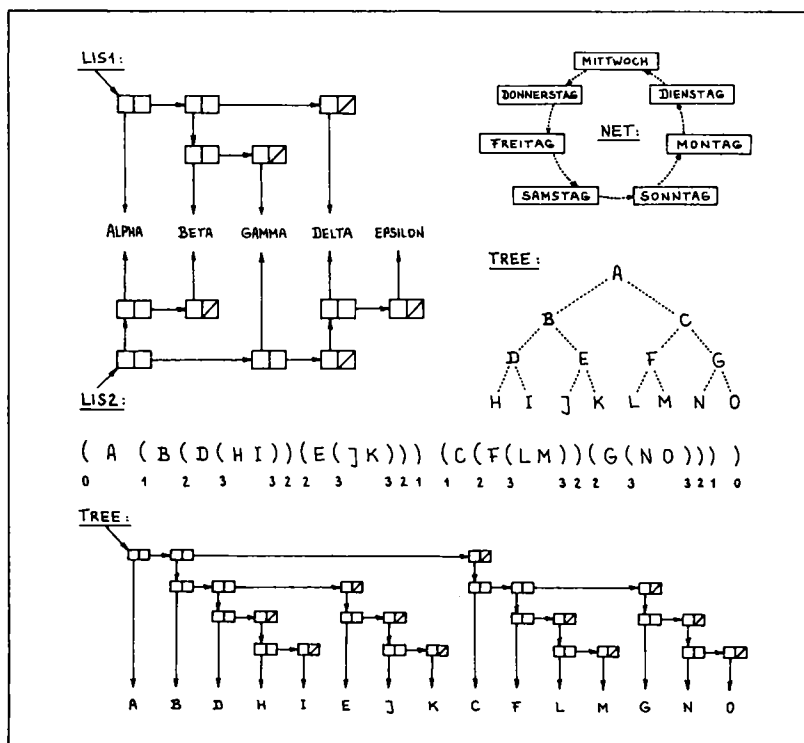 LIS1:
ALPHA BETA GAMMA DELTA EPSILON
LIS2:
MITTWOCH
DONNERSTAG DIENSTAG
NET:
FREITAG MONTAG
SAMSTAG SONNTAG
TREE:
A
B C
D E F G
H I J K L M N O
( A (B(D(H I))(E(J K))) (C(F(L M))(G(N O))) )
0 1 2 3 3 2 2 3 3 2 1 1 2 3 3 2 2 3 3 2 1 0
TREE:
A B D H I E J K C F L M G N O